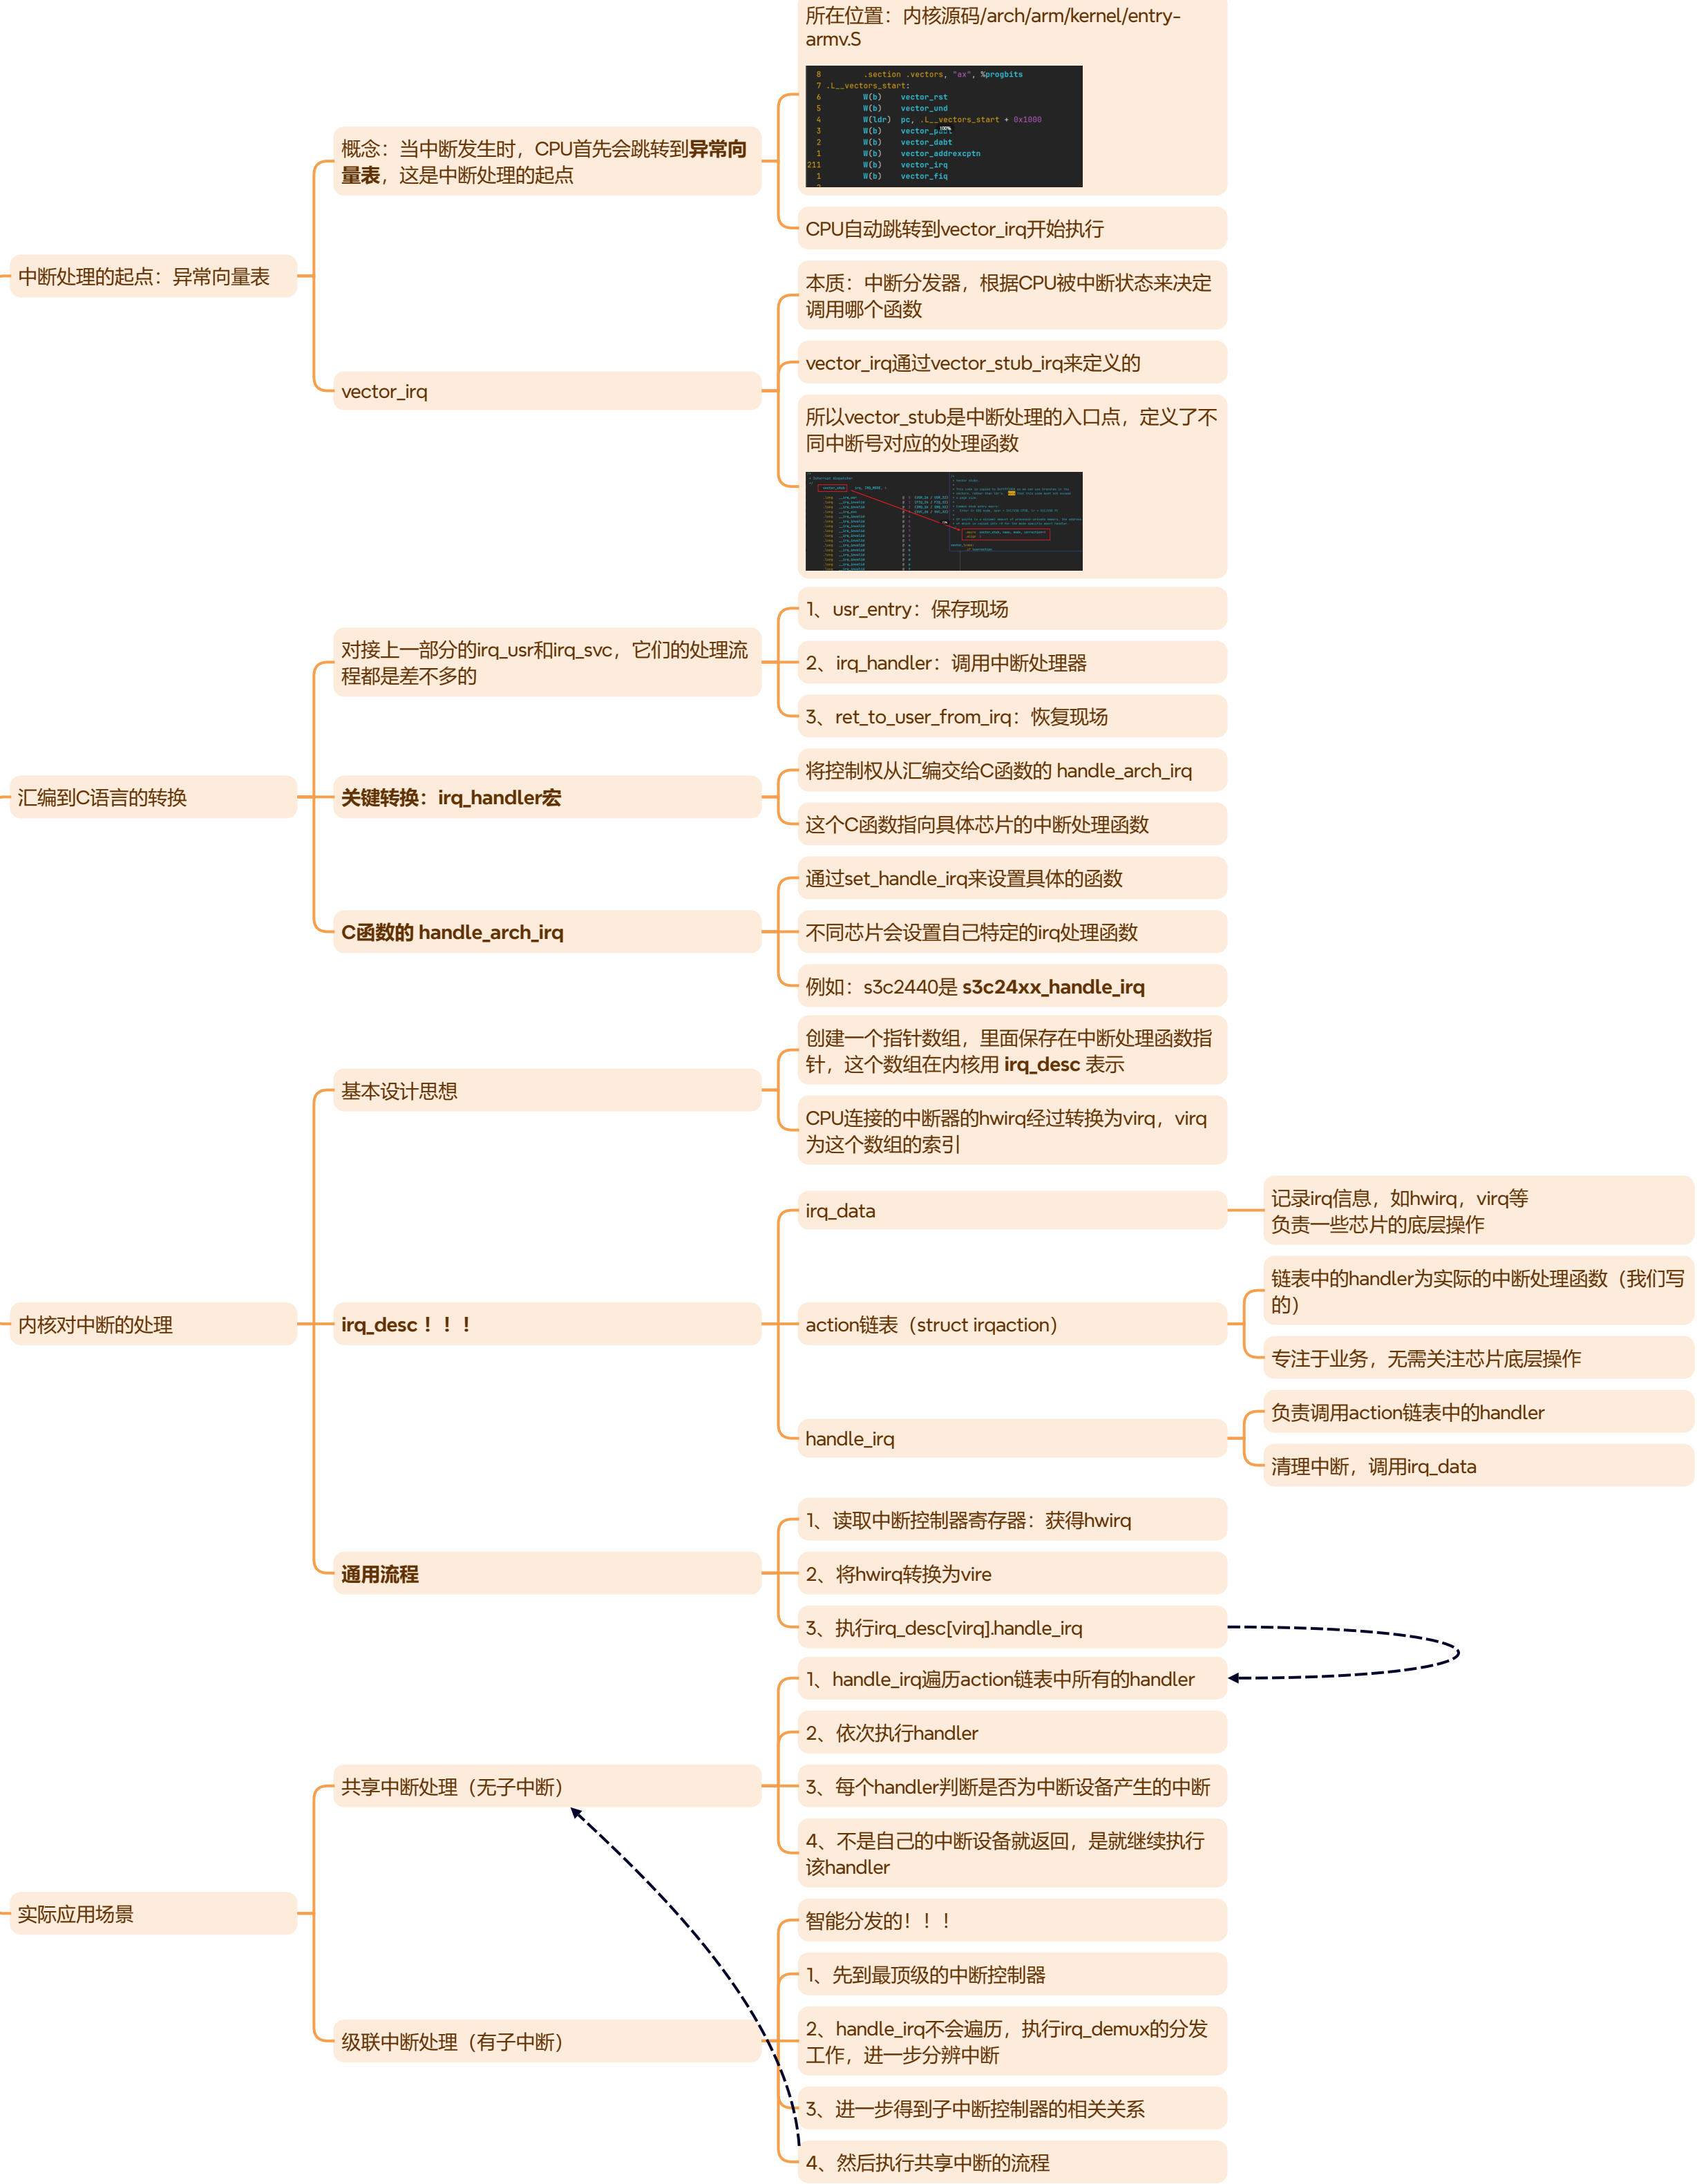 所在位置：内核源码/arch/arm/kernel/entry-
armv.S
8 .section .vectors, "ax", %progbits
7 .L__vectors_start:
6 W(b) vector_rst
5 W(b) vector_und
4 W(ldr) pc, .L__vectors_start + 0x1000
3 W(b)
2 W(b) vector_dabt
1 W(b) vector_addrexcptn
211 W(b) vector_irq
1 W(b) vector_fiq
概念：当中断发生时，CPU首先会跳转到异常向
量表，这是中断处理的起点
CPU自动跳转到vector_irq开始执行
中断处理的起点：异常向量表
本质：中断分发器，根据CPU被中断状态来决定
调用哪个函数
vector_irq通过vector_stub_irq来定义的
vector_irq
所以vector_stub是中断处理的入口点，定义了不
同中断号对应的处理函数
1、usr_entry：保存现场
对接上一部分的irq_usr和irq_svc，它们的处理流
程都是差不多的
2、irq_handler：调用中断处理器
3、ret_to_user_from_irq：恢复现场
将控制权从汇编交给C函数的 handle_arch_irq
汇编到C语言的转换
关键转换：irq_handler宏
这个C函数指向具体芯片的中断处理函数
通过set_handle_irq来设置具体的函数
C函数的 handle_arch_irq
不同芯片会设置自己特定的irq处理函数
例如：s3c2440是 s3c24xx_handle_irq
创建一个指针数组，里面保存在中断处理函数指
针，这个数组在内核用 irq_desc 表示
基本设计思想
CPU连接的中断器的hwirq经过转换为virq，virq
为这个数组的索引
irq_data
记录irq信息，如hwirq，virq等
负责一些芯片的底层操作
链表中的handler为实际的中断处理函数（我们写
的）
内核对中断的处理
irq_desc！！！
action链表（struct irqaction）
专注于业务，无需关注芯片底层操作
负责调用action链表中的handler
handle_irq
清理中断，调用irq_data
1、读取中断控制器寄存器：获得hwirq
通用流程
2、将hwirq转换为vire
3、执行irq_desc[virq].handle_irq
1、handle_irq遍历action链表中所有的handler
2、依次执行handler
共享中断处理（无子中断）
3、每个handler判断是否为中断设备产生的中断
4、不是自己的中断设备就返回，是就继续执行
该handler
实际应用场景
智能分发的！！！
1、先到最顶级的中断控制器
级联中断处理（有子中断）
2、handle_irq不会遍历，执行irq_demux的分发
工作，进一步分辨中断
3、进一步得到子中断控制器的相关关系
4、然后执行共享中断的流程